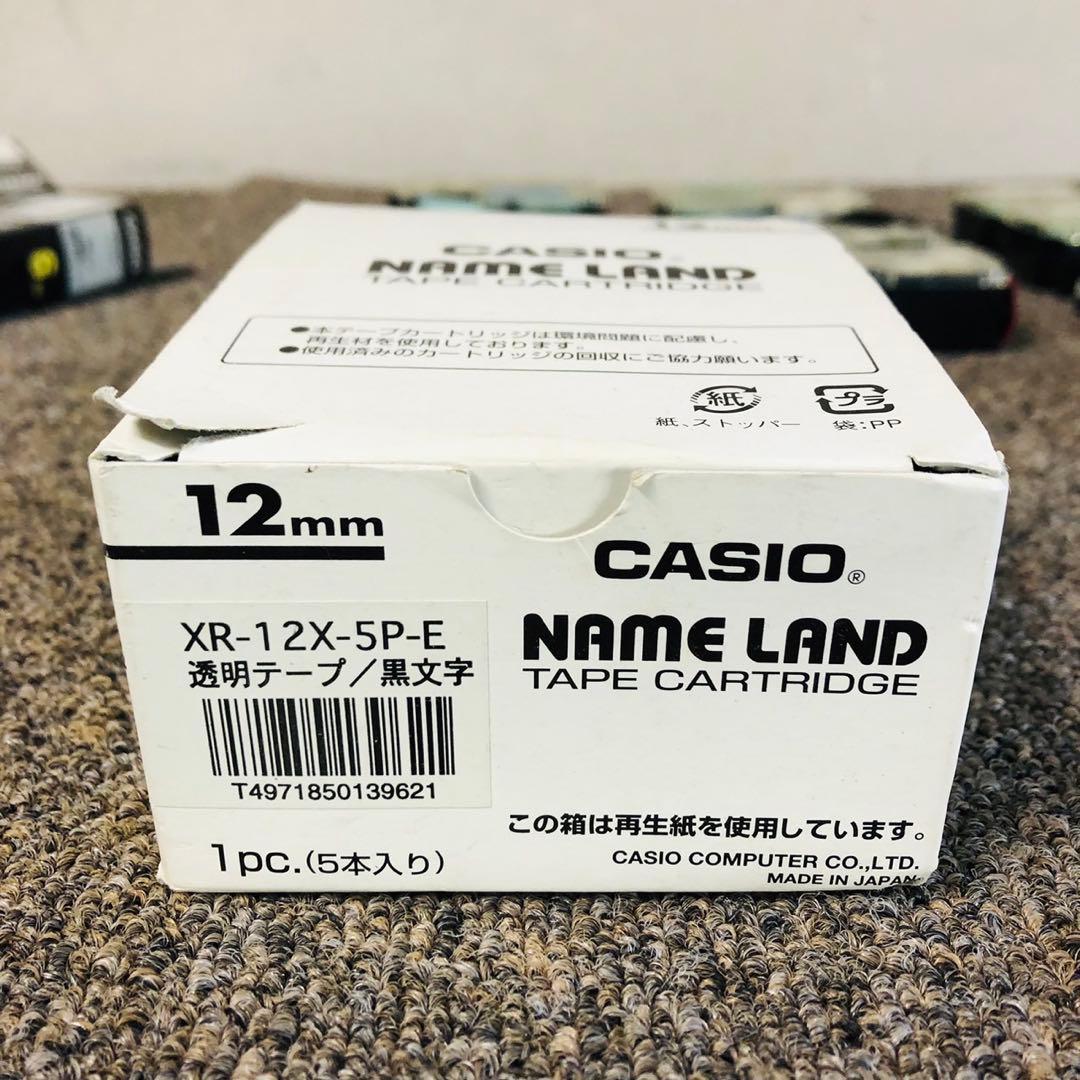 12mm
CASIO
NAME LAND
TAPE CARTRIDGE
●本テープカートリッジは環境問題に配慮し、
再生材を使用しております。
●使用済みのカートリッジの回収にご協力願います。
紙
プラ
紙、ストッパー
袋:PP
12mm
CASIO®
NAME LAND
TAPE CARTRIDGE
XR-12X-5P-E
透明テープ/黒文字
T4971850139621
1pc.(5本入り)
この箱は再生紙を使用しています。
CASIO COMPUTER CO.,LTD.
MADE IN JAPAN